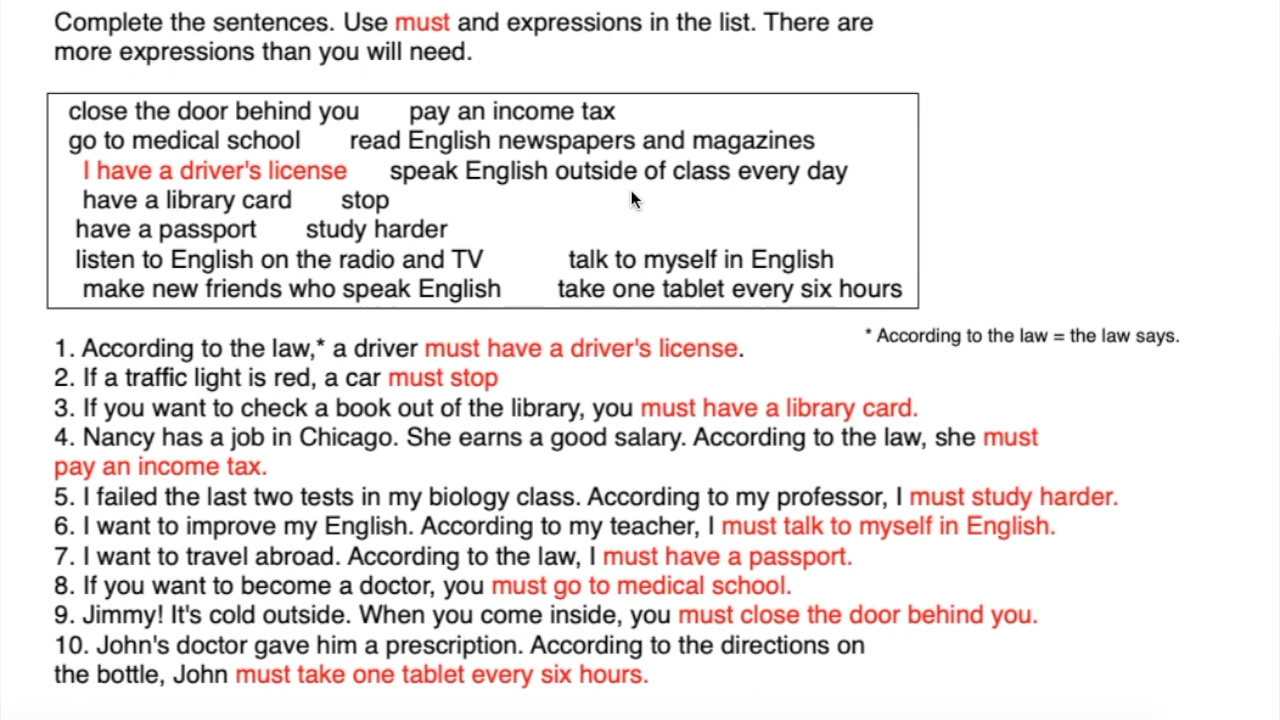 Complete the sentences. Use must and expressions in the list. There are
more expressions than you will need.
close the door behind you pay an income tax
go to medical school read English newspapers and magazines
I have a driver's license speak English outside of class every day
have a library card stop
have a passport study harder
listen to English on the radio and TV talk to myself in English
make new friends who speak English take one tablet every six hours
* According to the law = the law says.
1. According to the law,* a driver must have a driver's license.
2. If a traffic light is red, a car must stop
3. If you want to check a book out of the library, you must have a library card.
4. Nancy has a job in Chicago. She earns a good salary. According to the law, she must
pay an income tax.
5. I failed the last two tests in my biology class. According to my professor, I must study harder.
6. I want to improve my English. According to my teacher, I must talk to myself in English.
7. I want to travel abroad. According to the law, I must have a passport.
8. If you want to become a doctor, you must go to medical school.
9. Jimmy! It's cold outside. When you come inside, you must close the door behind you.
10. John's doctor gave him a prescription. According to the directions on
the bottle, John must take one tablet every six hours.